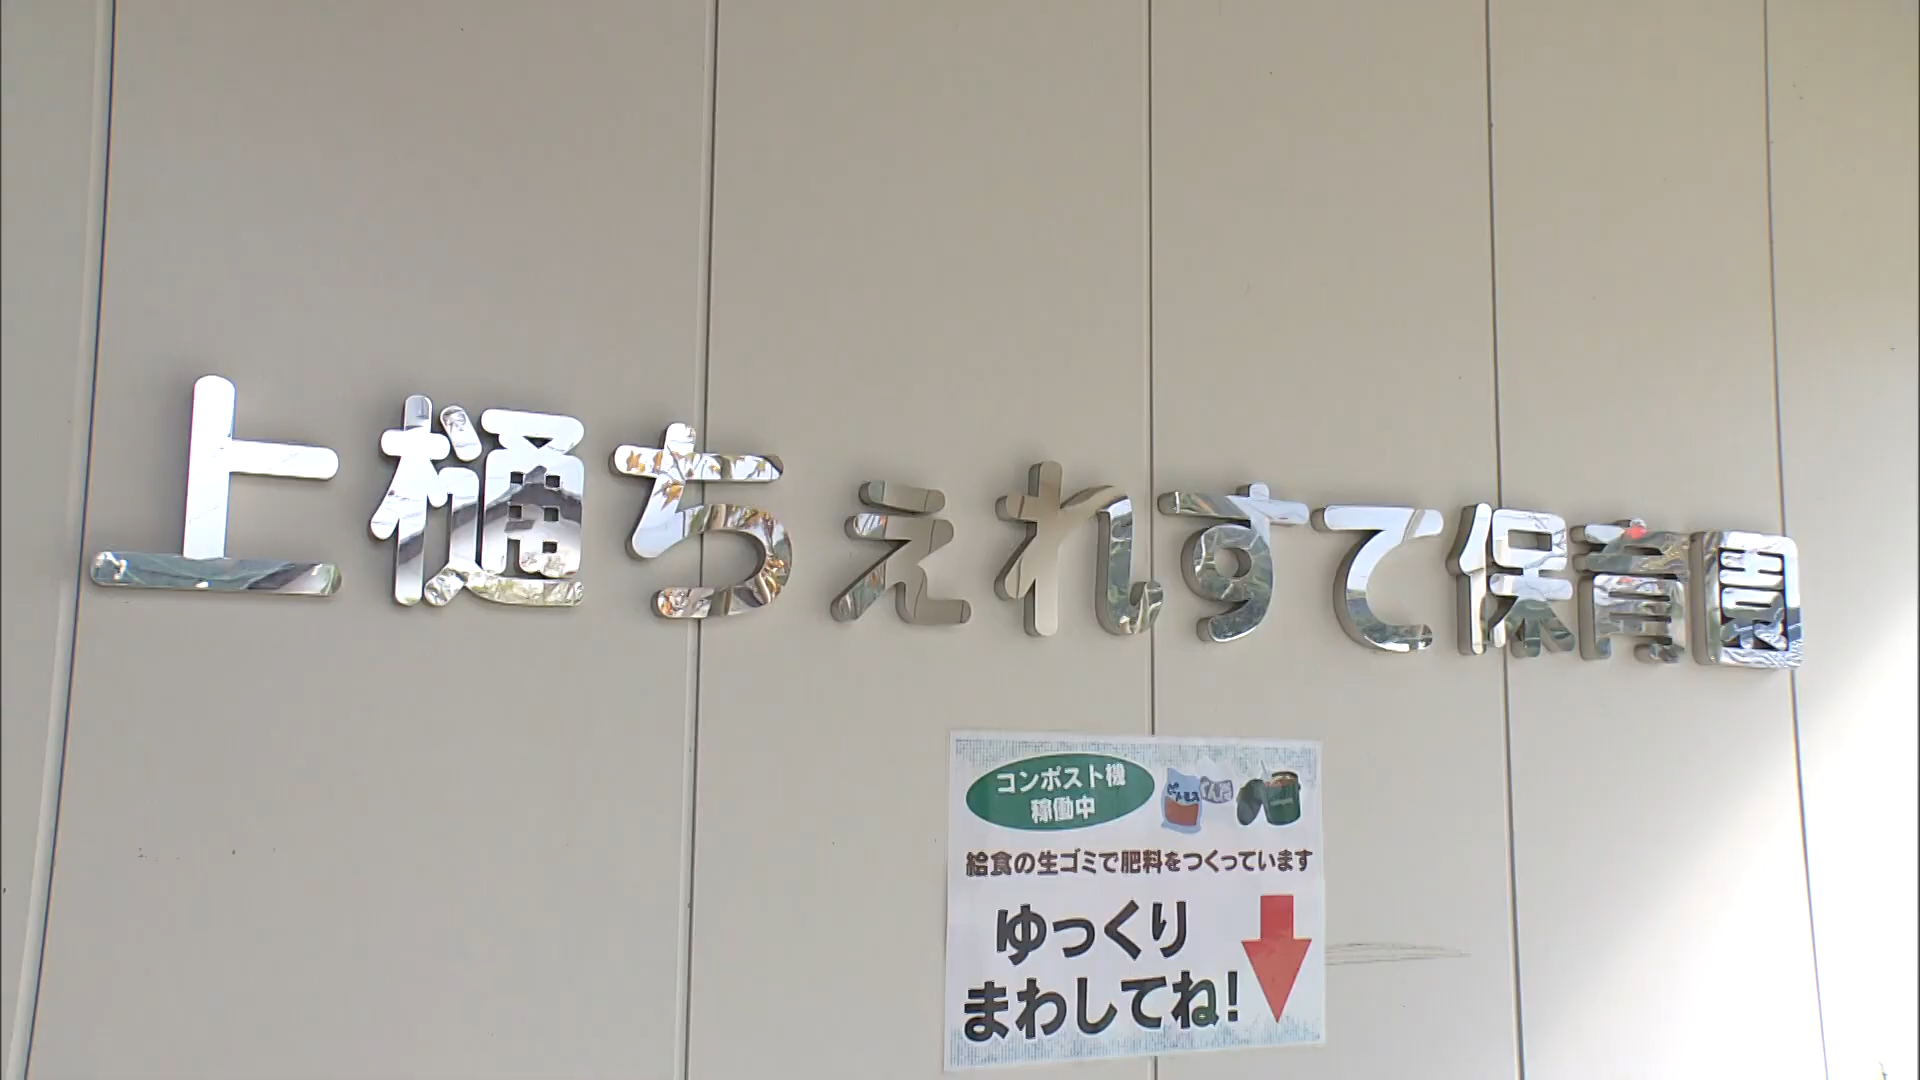 上樋ちえれすて保育園
コンポスト機
稼働中
給食の生ゴミで肥料をつくっています
ゆっくり
まわしてね!